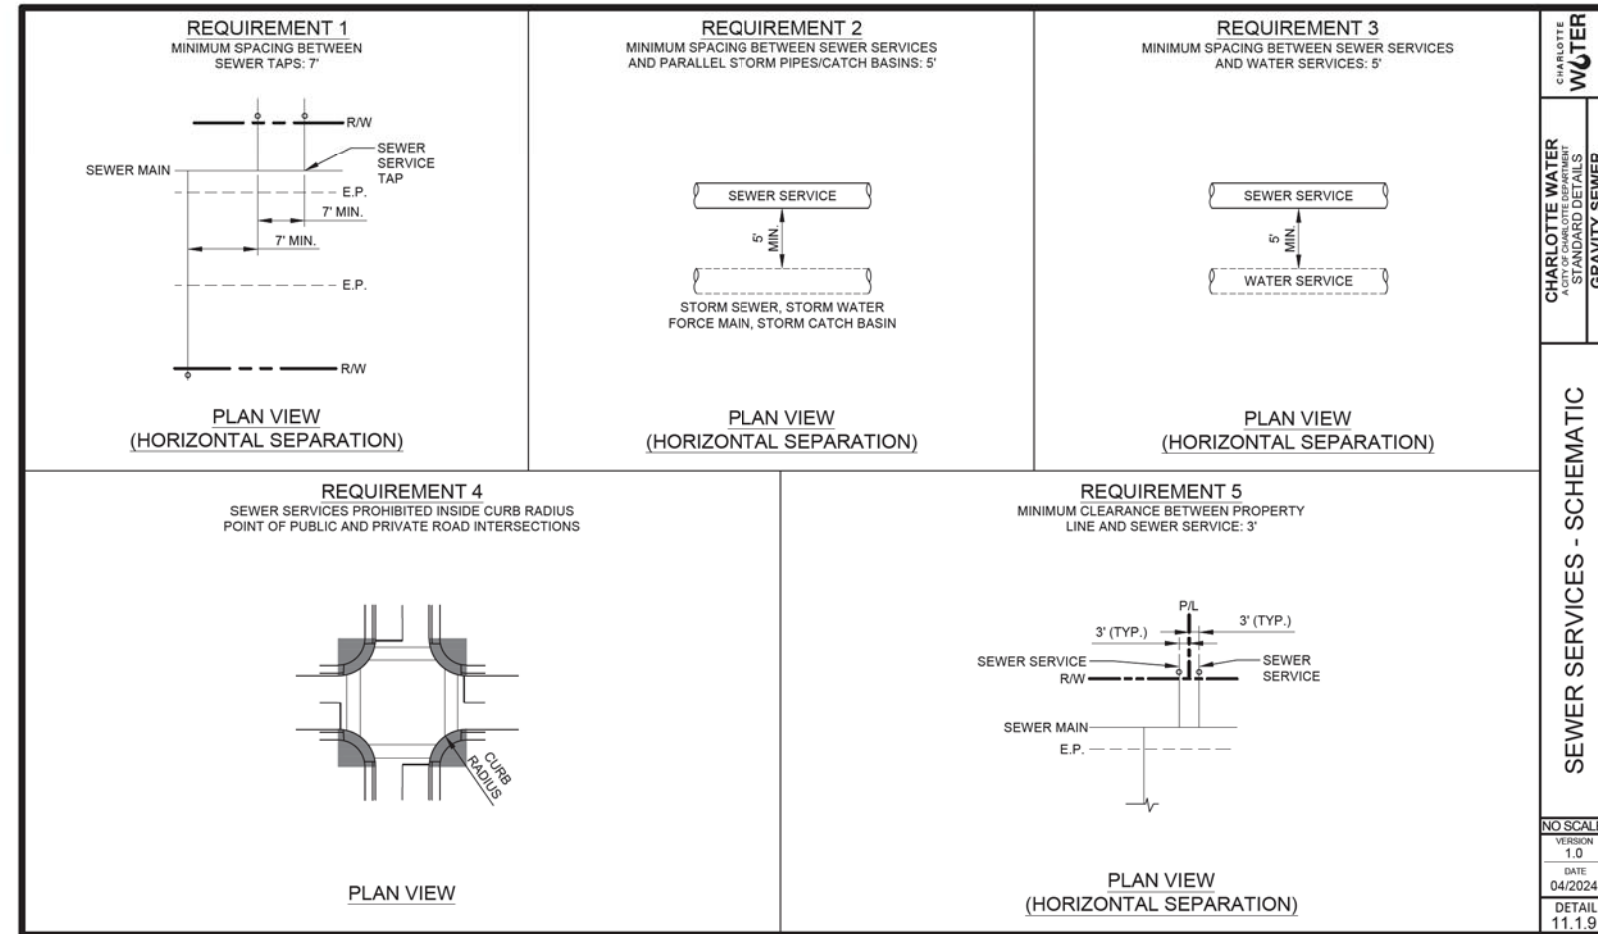 REQUIREMENT 1
MINIMUM SPACING BETWEEN
SEWER TAPS: 7'
R/W
SEWER MAIN
SEWER
SERVICE
TAP
E.P.
7' MIN.
7' MIN.
E.P.
R/W
PLAN VIEW
(HORIZONTAL SEPARATION)
REQUIREMENT 2
MINIMUM SPACING BETWEEN SEWER SERVICES
AND PARALLEL STORM PIPES/CATCH BASINS: 5'
SEWER SERVICE
5'
MIN.
STORM SEWER, STORM WATER
FORCE MAIN, STORM CATCH BASIN
PLAN VIEW
(HORIZONTAL SEPARATION)
REQUIREMENT 3
MINIMUM SPACING BETWEEN SEWER SERVICES
AND WATER SERVICES: 5'
SEWER SERVICE
5'
MIN.
WATER SERVICE
PLAN VIEW
(HORIZONTAL SEPARATION)
REQUIREMENT 4
SEWER SERVICES PROHIBITED INSIDE CURB RADIUS
POINT OF PUBLIC AND PRIVATE ROAD INTERSECTIONS
CURB
RADIUS
PLAN VIEW
REQUIREMENT 5
MINIMUM CLEARANCE BETWEEN PROPERTY
LINE AND SEWER SERVICE: 3'
P/L
3' (TYP.)
3' (TYP.)
SEWER SERVICE
SEWER
SERVICE
R/W
SEWER MAIN
E.P.
PLAN VIEW
(HORIZONTAL SEPARATION)
CHARLOTTE
WATER
CHARLOTTE WATER
A CITY OF CHARLOTTE DEPARTMENT
STANDARD DETAILS
GRAVITY SEWER
SEWER SERVICES - SCHEMATIC
NO SCALE
VERSION
1.0
DATE
04/2024
DETAIL
11.1.9